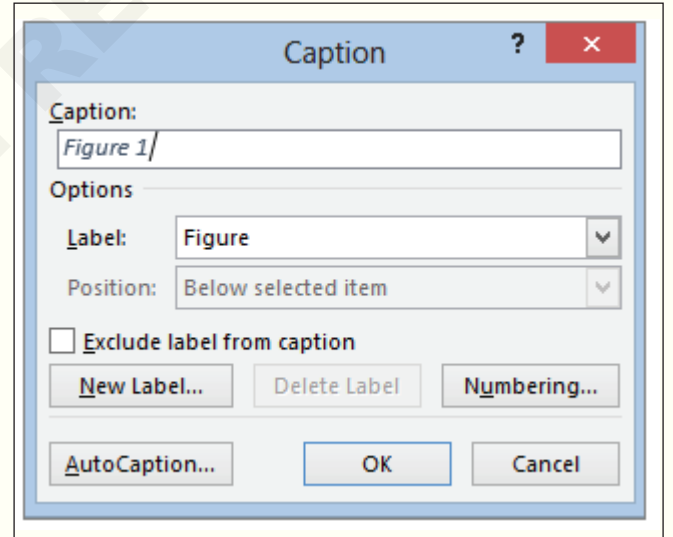 Caption ? ×
Caption:
Figure 1
Options
Label: Figure
Position: Below selected item
Exclude label from caption
New Label... Delete Label Numbering...
AutoCaption... OK Cancel